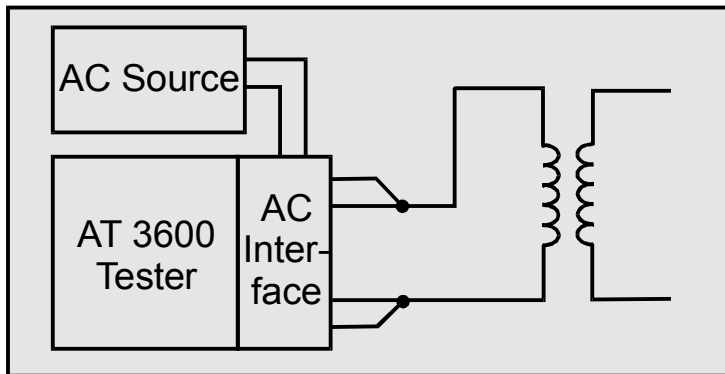 AC Source
AT 3600
Tester
AC
Inter-
face